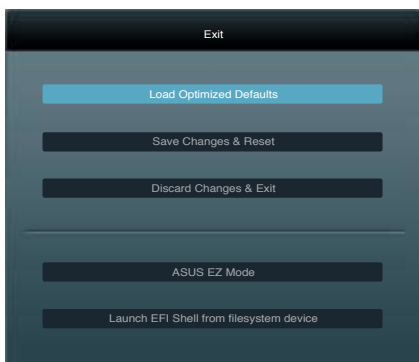 Exit
Load Optimized Defaults
Save Changes & Reset
Discard Changes & Exit
ASUS EZ Mode
Launch EFI Shell from filesystem device